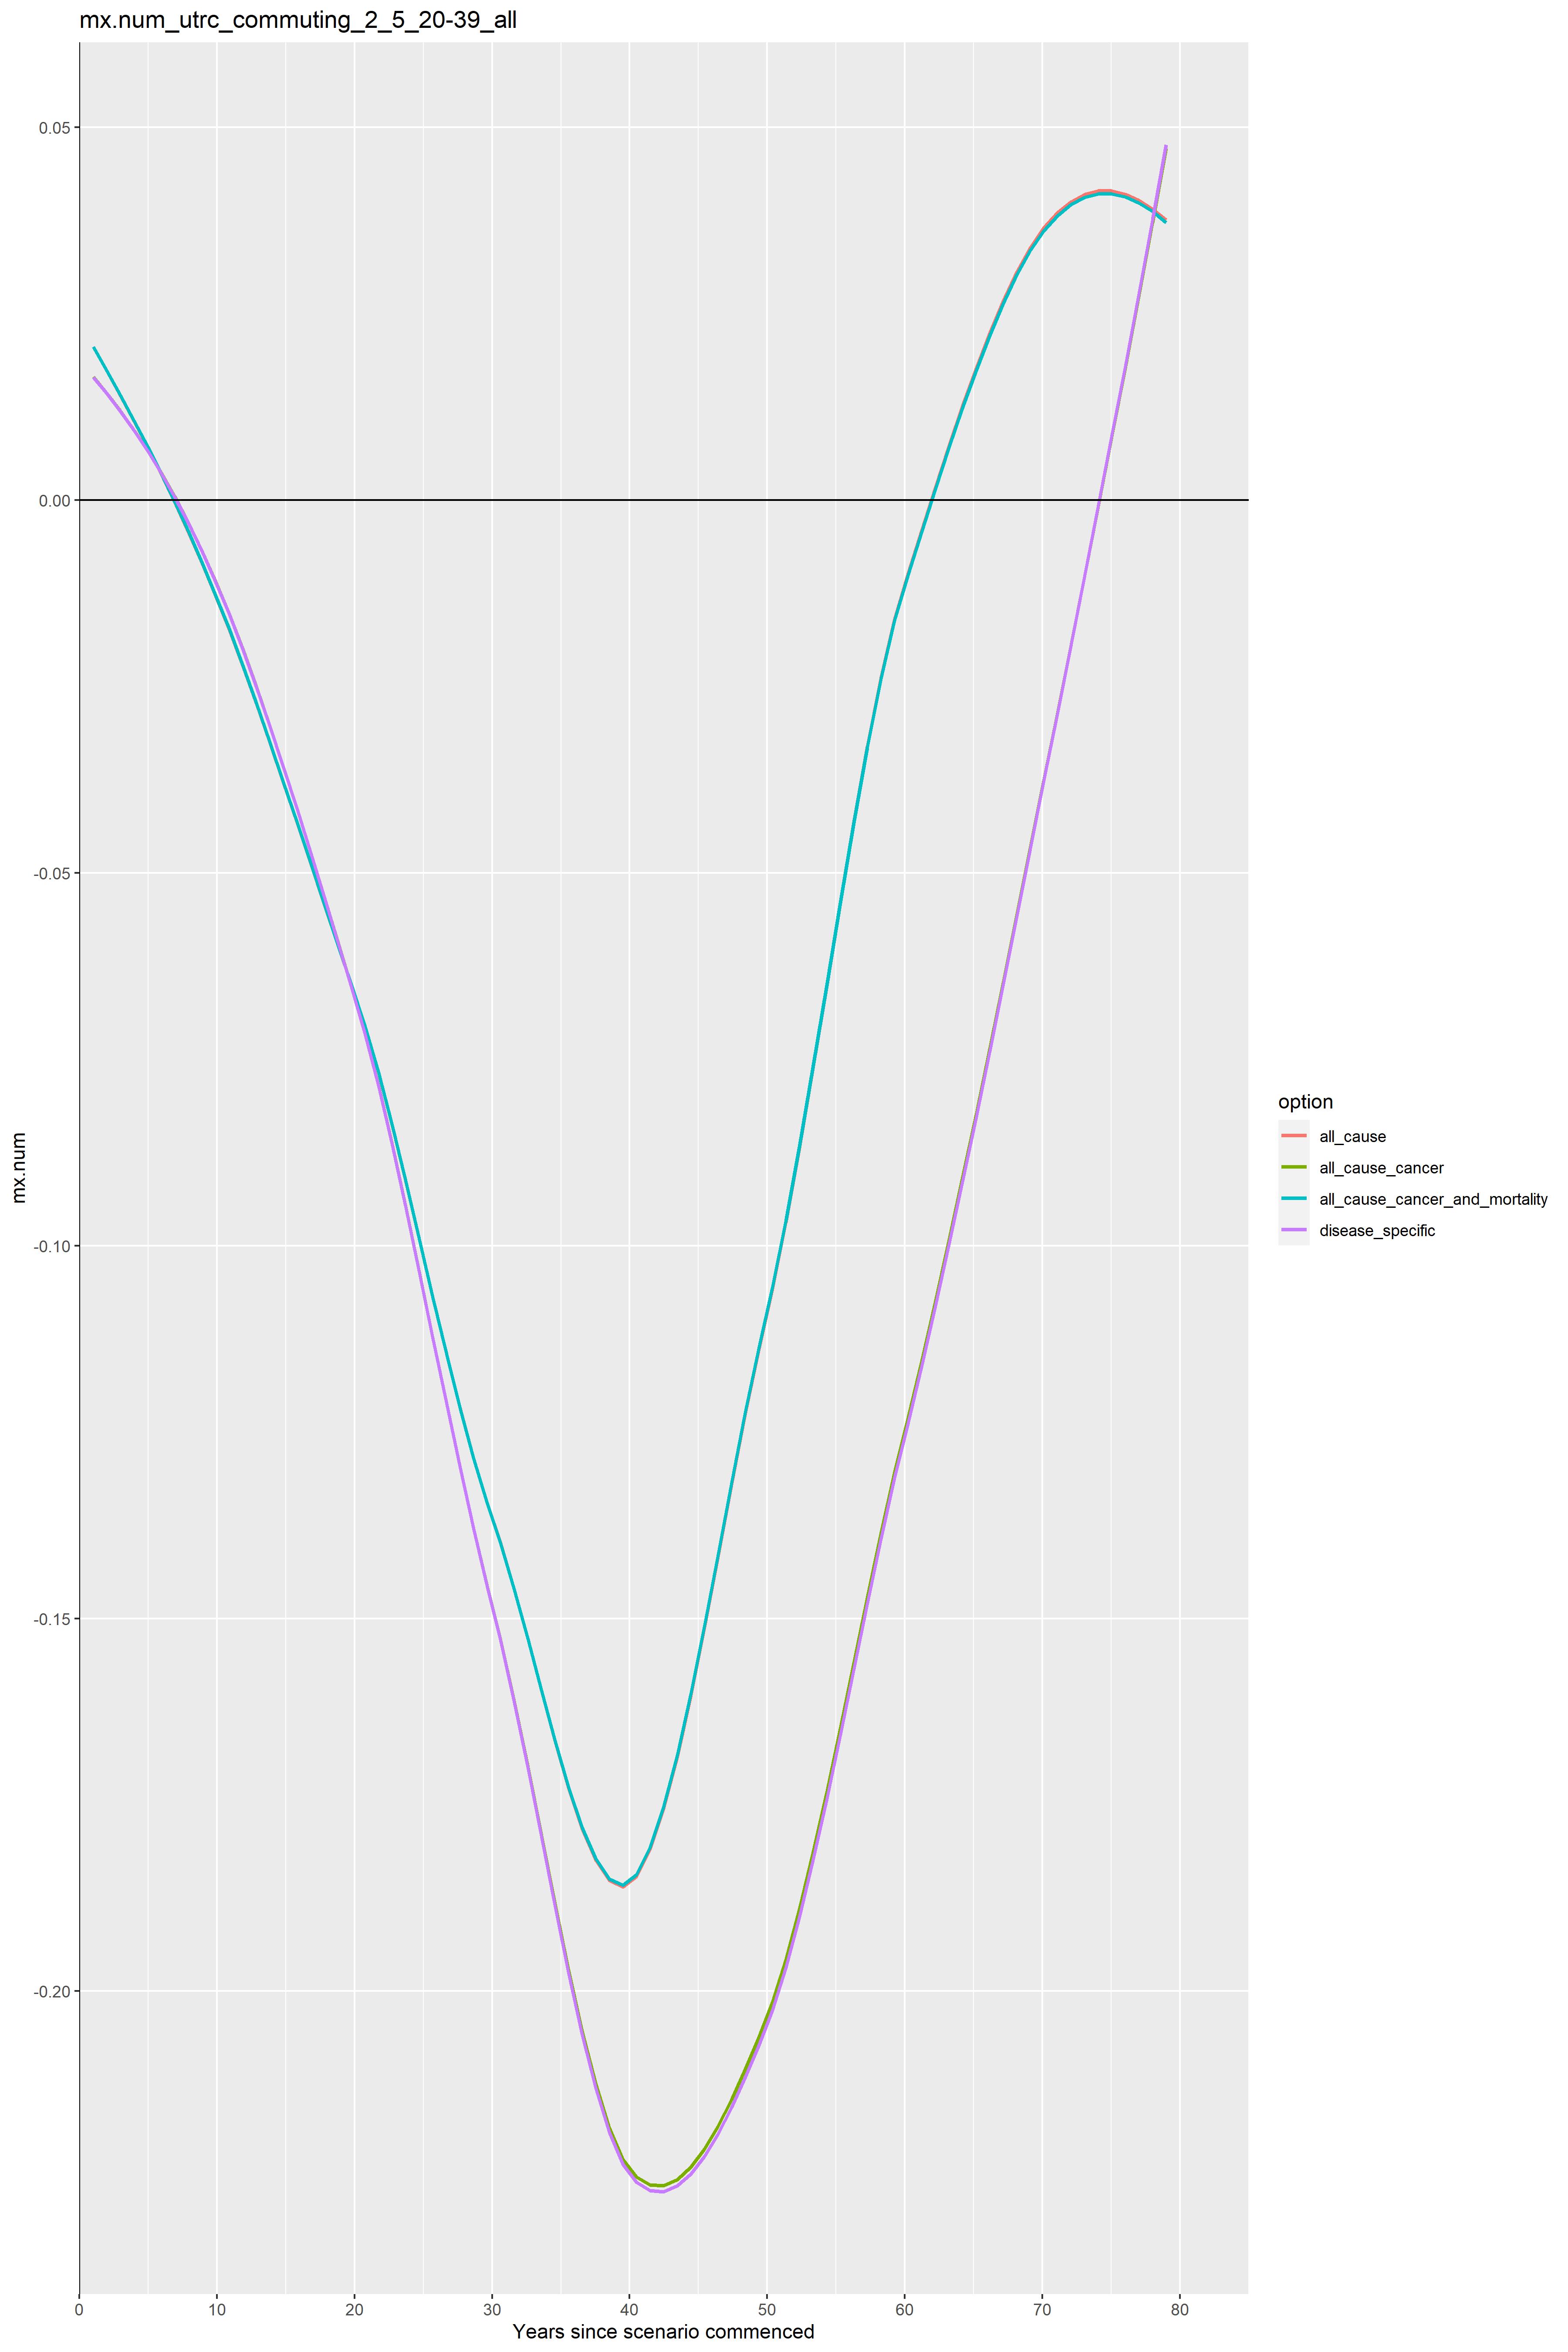 mx.num_utrc_commuting_2_5_20-39_all
0.05
0.00
-0.05
-0.10
-0.15
-0.20
mx.num
0 10 20 30 40 50 60 70 80
Years since scenario commenced
option
all_cause
all_cause_cancer
all_cause_cancer_and_mortality
disease_specific